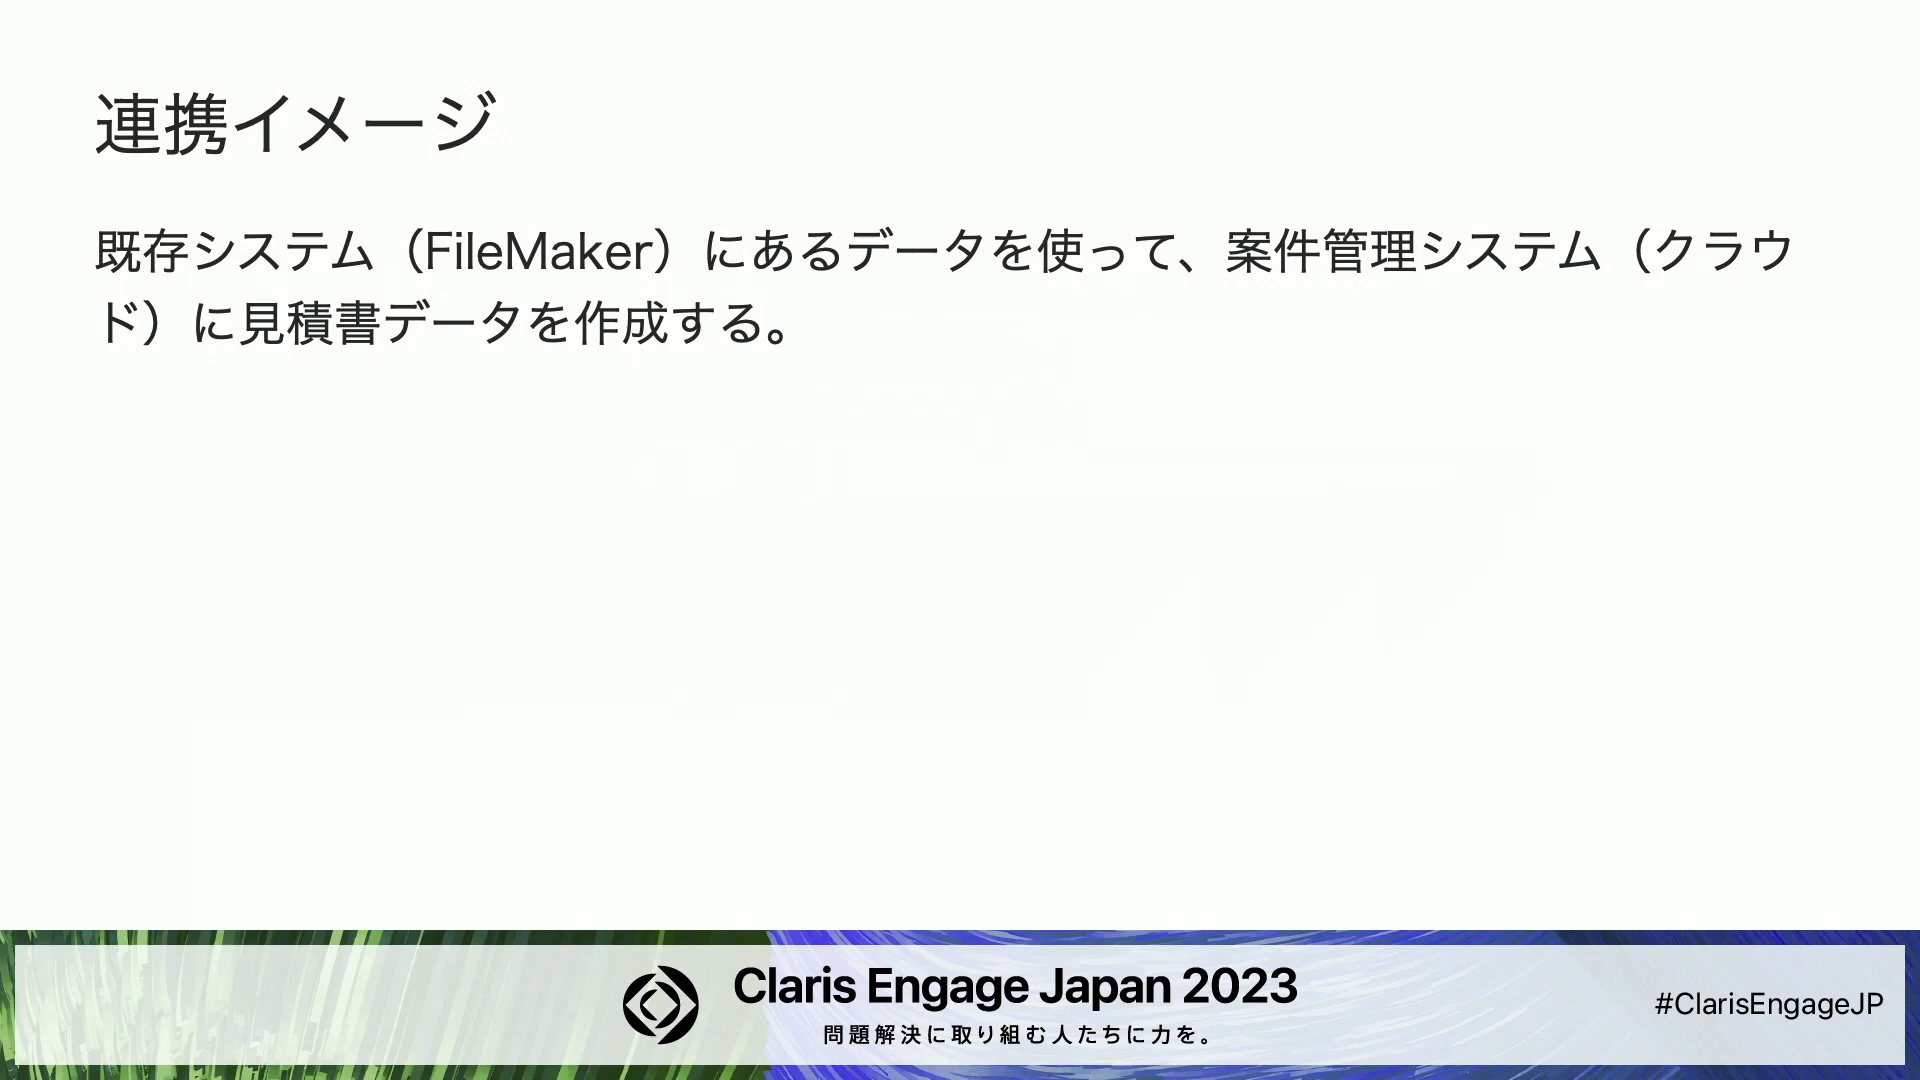 連携イメージ
既存システム（FileMaker）にあるデータを使って、案件管理システム（クラウ
ド）に見積書データを作成する。
Claris Engage Japan 2023
問題解決に取り組む人たちに力を。
#ClarisEngageJP